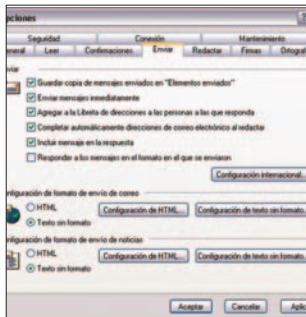 pciones
Seguridad Conexión Mantenimiento
eneral Leer Confirmaciones Enviar Redactar Firmas Ortograf
viar
Guardar copia de mensajes enviados en "Elementos enviados"
Enviar mensajes inmediatamente
Agregar a la Libreta de direcciones a las personas a las que responda
Completar automáticamente direcciones de correo electrónico al redactar
Incluir mensaje en la respuesta
Responder a los mensajes en el formato en el que se enviaron
Configuración internacional...
nfiguración de formato de envío de correo
HTML Configuración de HTML... Configuración de texto sin formato...
Texto sin formato
nfiguración de formato de envío de noticias
HTML Configuración de HTML... Configuración de texto sin formato...
Texto sin formato
Aceptar Cancelar Aplic